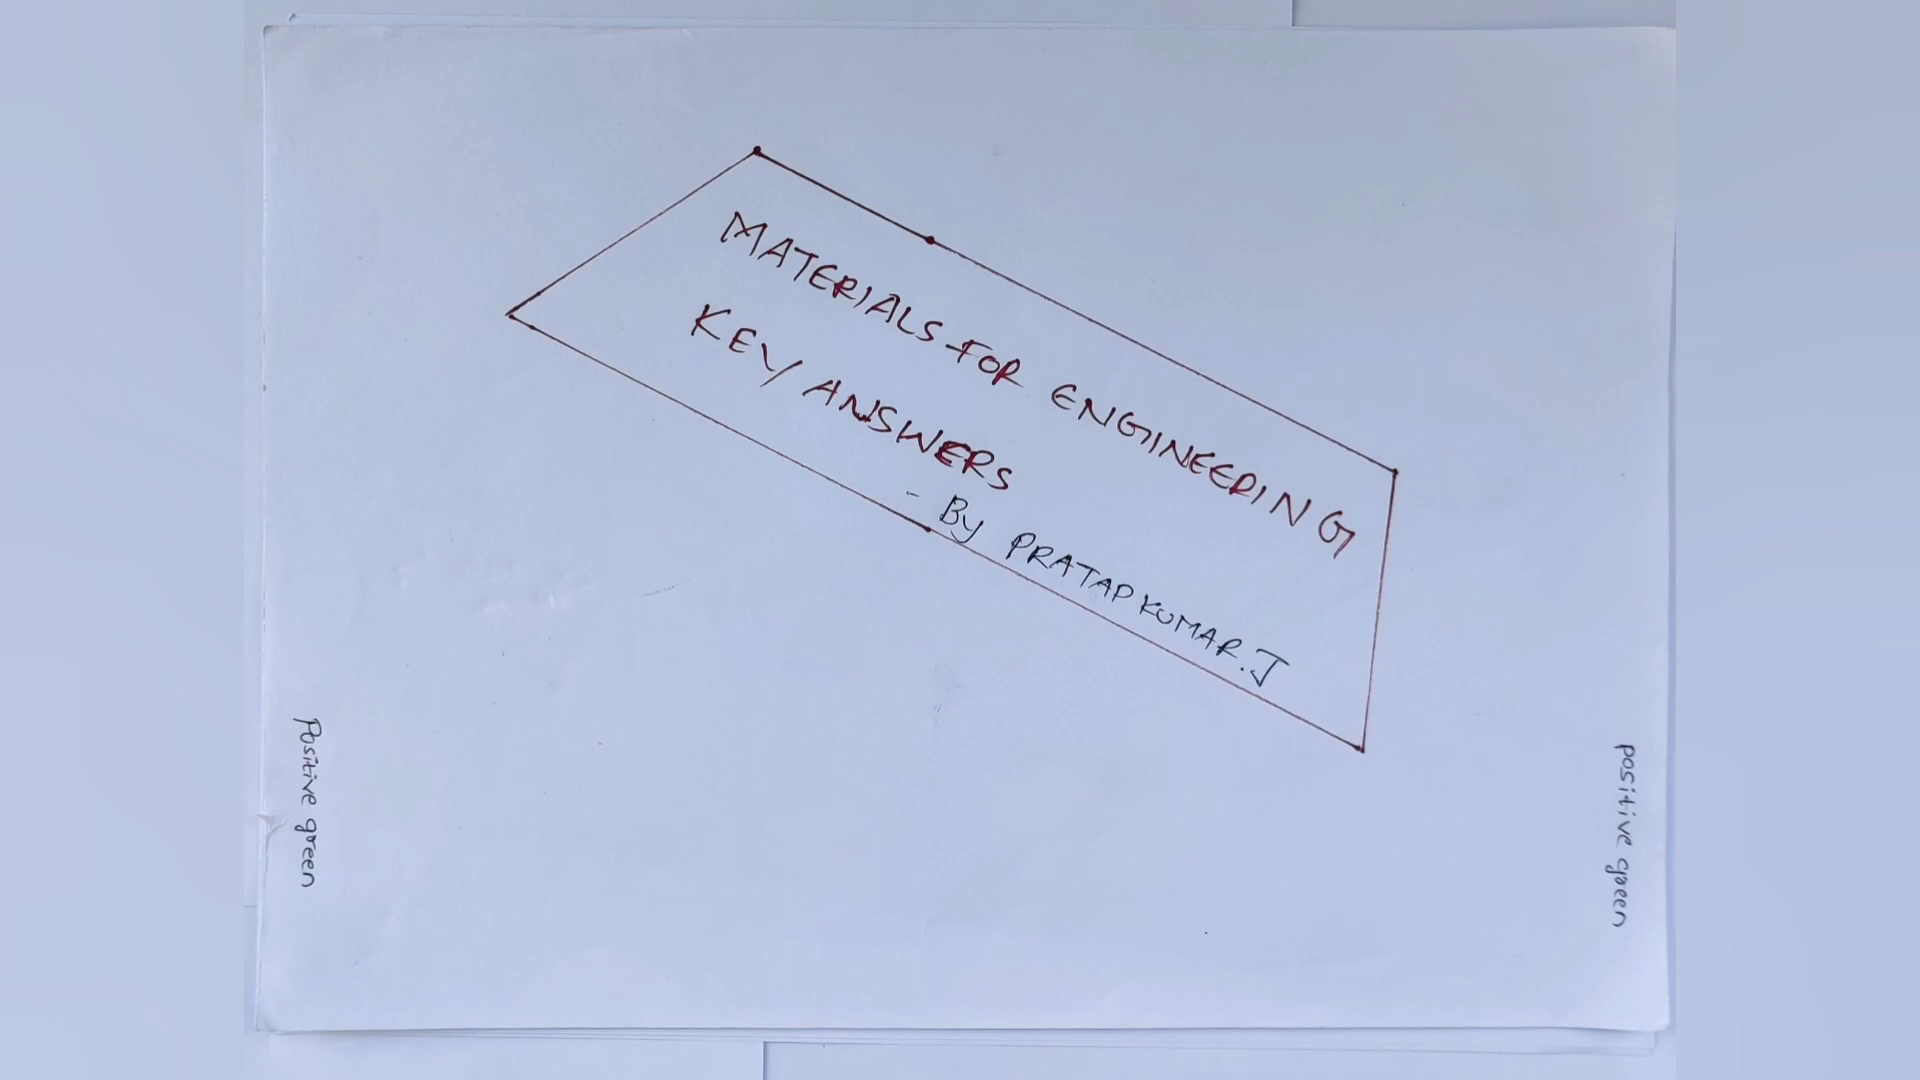 MATERIALS FOR ENGINEERING
KEY ANSWERS
- By PRATAP KUMAR.J
Positive green
positive green